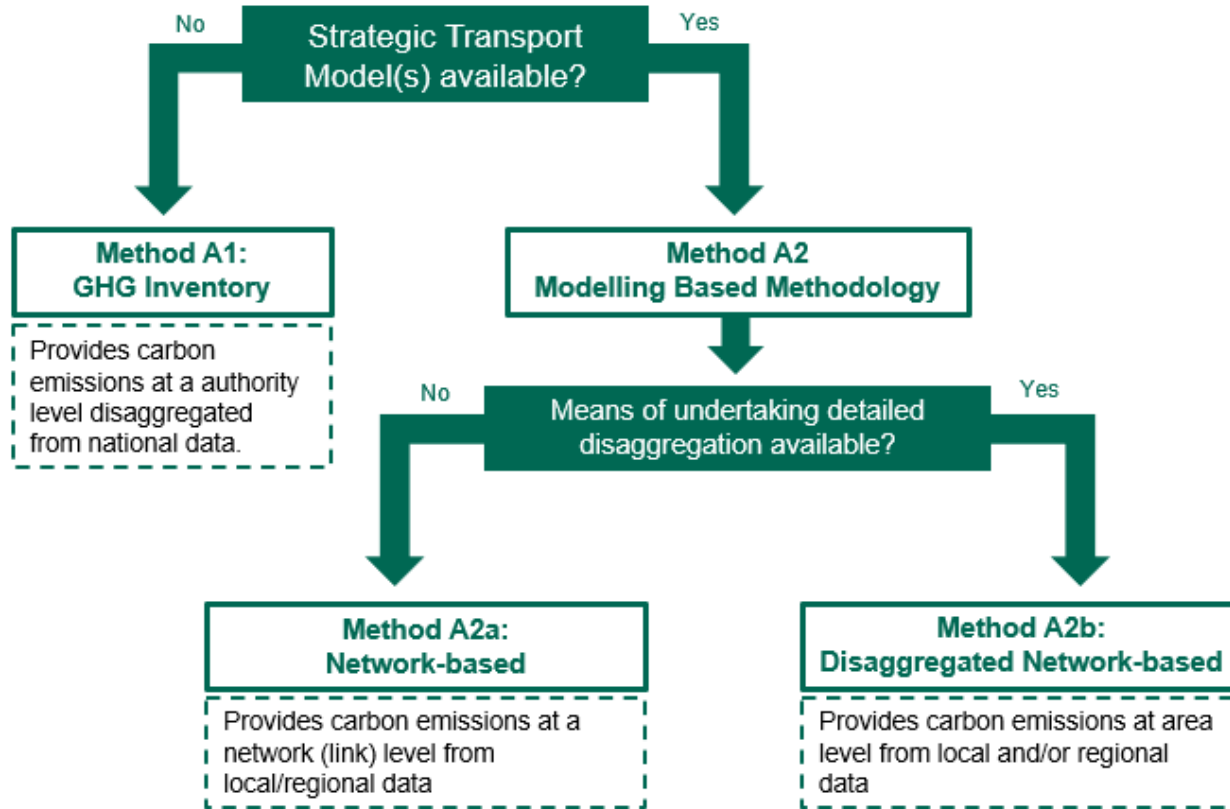 No
Strategic Transport
Model(s) available?
Yes
Method A1:
GHG Inventory
Provides carbon
emissions at a authority
level disaggregated
from national data.
Method A2
Modelling Based Methodology
No
Means of undertaking detailed
disaggregation available?
Yes
Method A2a:
Network-based
Provides carbon emissions at a
network (link) level from
local/regional data
Method A2b:
Disaggregated Network-based
Provides carbon emissions at area
level from local and/or regional
data